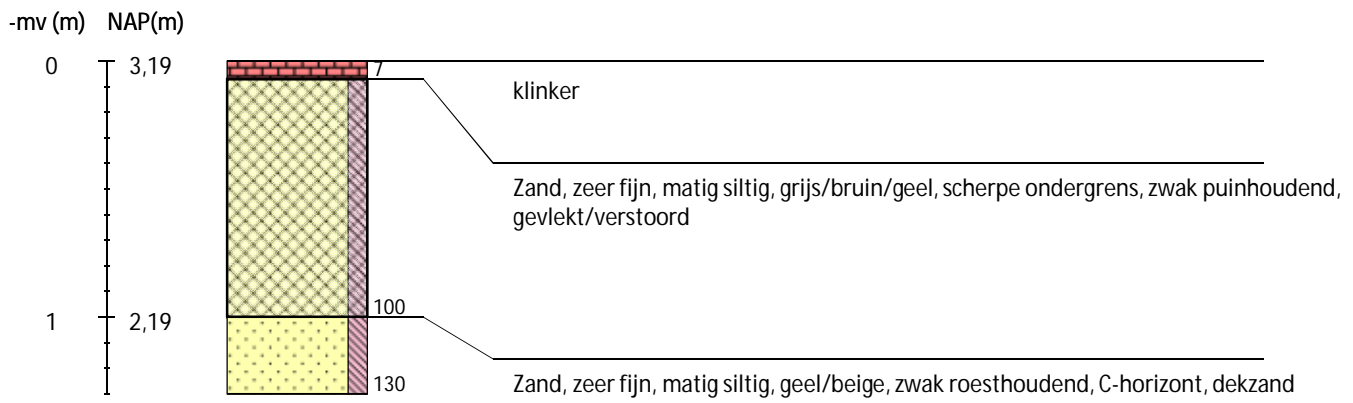 -mv (m) NAP(m)
0 3,19
7
klinker
Zand, zeer fijn, matig siltig, grijs/bruin/geel, scherpe ondergrens, zwak puinhoudend,
gevlekt/verstoord
100
1 2,19
130 Zand, zeer fijn, matig siltig, geel/beige, zwak roesthoudend, C-horizont, dekzand